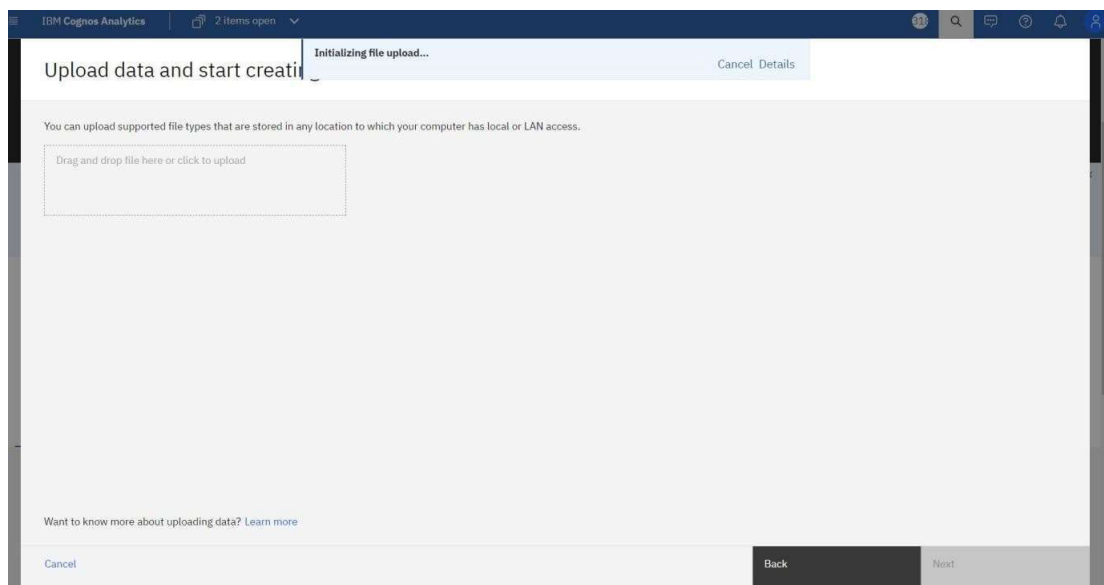 IBM Cognos Analytics
2 items open
Initializing file upload...
Cancel Details
Upload data and start creatin
You can upload supported file types that are stored in any location to which your computer has local or LAN access.
Drag and drop file here or click to upload
Want to know more about uploading data? Learn more
Cancel
Back
Next